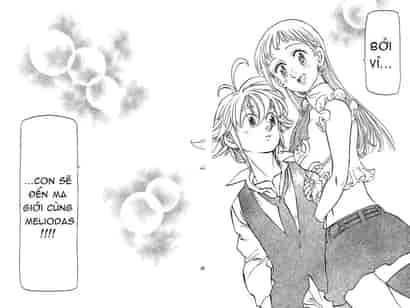 BỞI
VÌ...
...CON SẼ
ĐẾN MA
GIỚI CÙNG
MELIODAS
!!!!